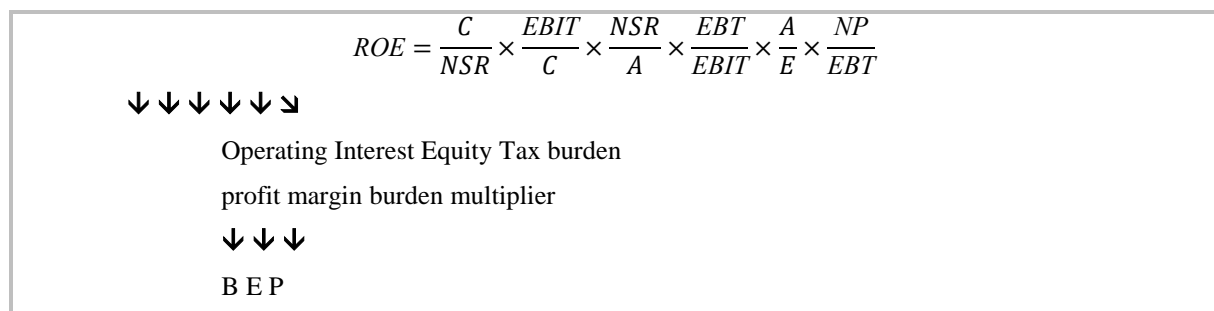 ROE = C/NSR × EBIT/C × NSR/A × EBT/EBIT × A/E × NP/EBT
↓ ↓ ↓ ↓ ↓ ↘
Operating Interest Equity Tax burden
profit margin burden multiplier
↓ ↓ ↓
B E P